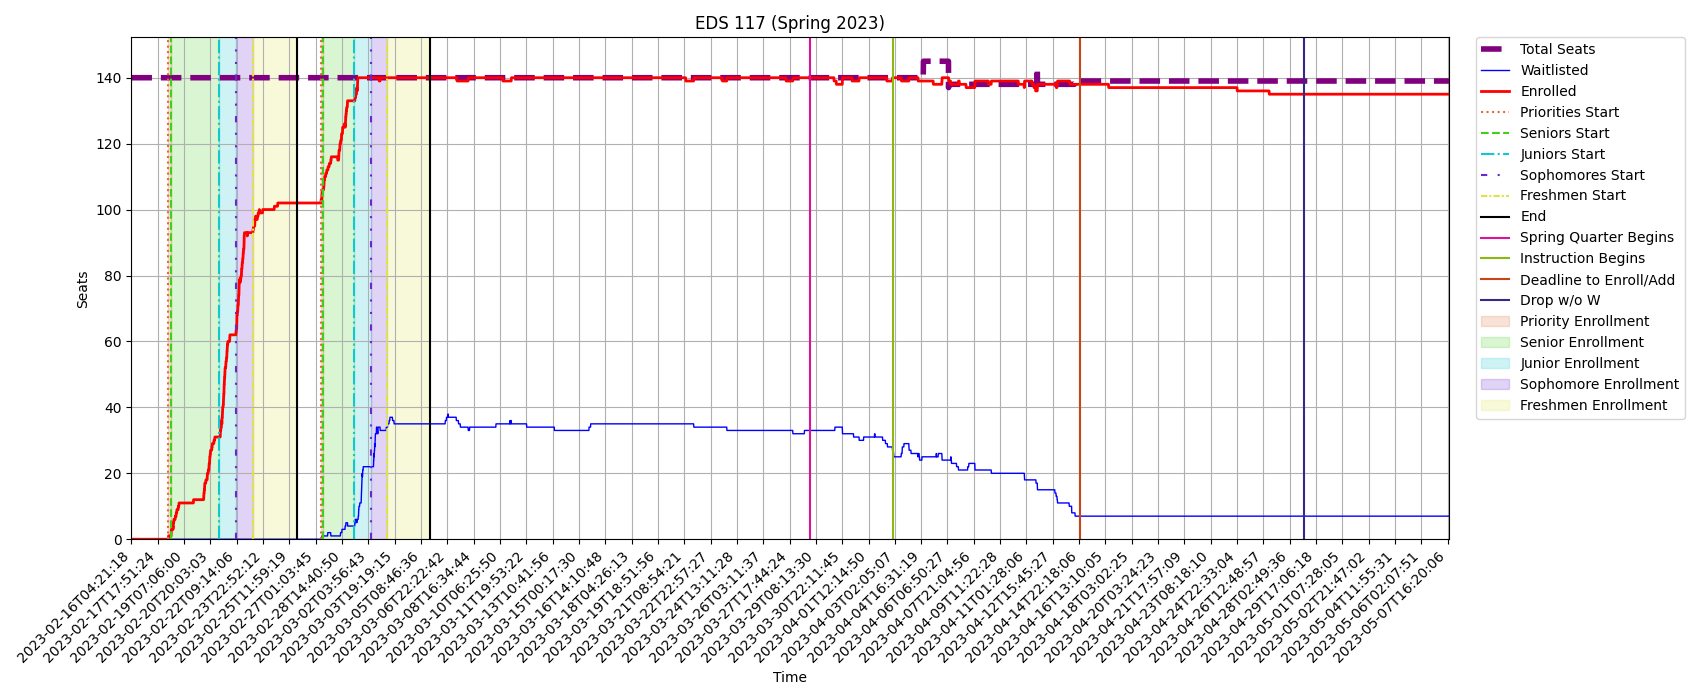 EDS 117 (Spring 2023)
Seats
140
120
100
80
60
40
20
0
2023-02-16T04:21:18
2023-02-17T17:51:24
2023-02-19T07:06:00
2023-02-20T20:03:03
2023-02-22T09:14:06
2023-02-23T22:52:12
2023-02-25T11:59:19
2023-02-27T01:03:45
2023-02-28T14:40:50
2023-03-02T03:56:43
2023-03-03T19:19:15
2023-03-05T08:46:36
2023-03-06T22:22:42
2023-03-08T16:34:44
2023-03-10T06:25:50
2023-03-11T19:53:22
2023-03-13T10:41:56
2023-03-15T00:17:30
2023-03-16T14:10:48
2023-03-18T04:26:13
2023-03-19T18:51:56
2023-03-21T08:54:21
2023-03-22T22:57:27
2023-03-24T13:11:28
2023-03-26T03:11:37
2023-03-27T17:44:24
2023-03-29T08:13:30
2023-03-30T22:11:45
2023-04-01T12:14:50
2023-04-03T02:05:07
2023-04-04T16:31:19
2023-04-06T06:50:27
2023-04-07T21:04:56
2023-04-09T11:22:28
2023-04-11T01:28:06
2023-04-12T15:45:27
2023-04-14T22:18:06
2023-04-16T13:10:05
2023-04-18T03:02:25
2023-04-20T03:24:23
2023-04-21T17:57:09
2023-04-23T08:18:10
2023-04-24T22:33:04
2023-04-26T12:48:57
2023-04-28T02:49:36
2023-04-29T17:06:18
2023-05-01T07:28:05
2023-05-02T21:47:02
2023-05-04T11:55:31
2023-05-06T02:07:51
2023-05-07T16:20:06
Time
Total Seats
Waitlisted
Enrolled
Priorities Start
Seniors Start
Juniors Start
Sophomores Start
Freshmen Start
End
Spring Quarter Begins
Instruction Begins
Deadline to Enroll/Add
Drop w/o W
Priority Enrollment
Senior Enrollment
Junior Enrollment
Sophomore Enrollment
Freshmen Enrollment